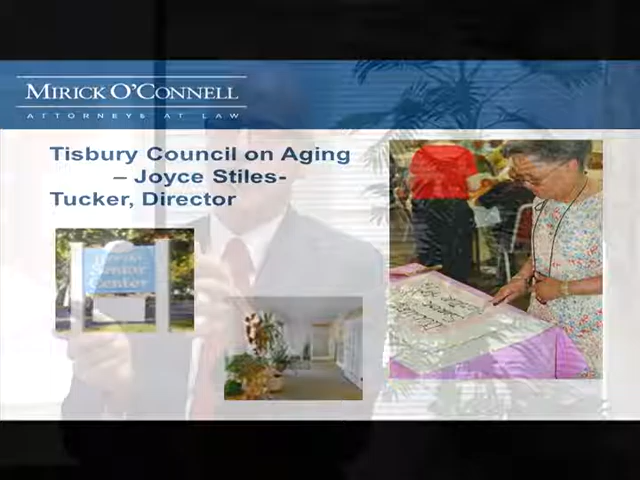 MIRICK O'CONNELL
ATTORNEYS AT LAW
Tisbury Council on Aging
– Joyce Stiles-
Tucker, Director
Senior
Center